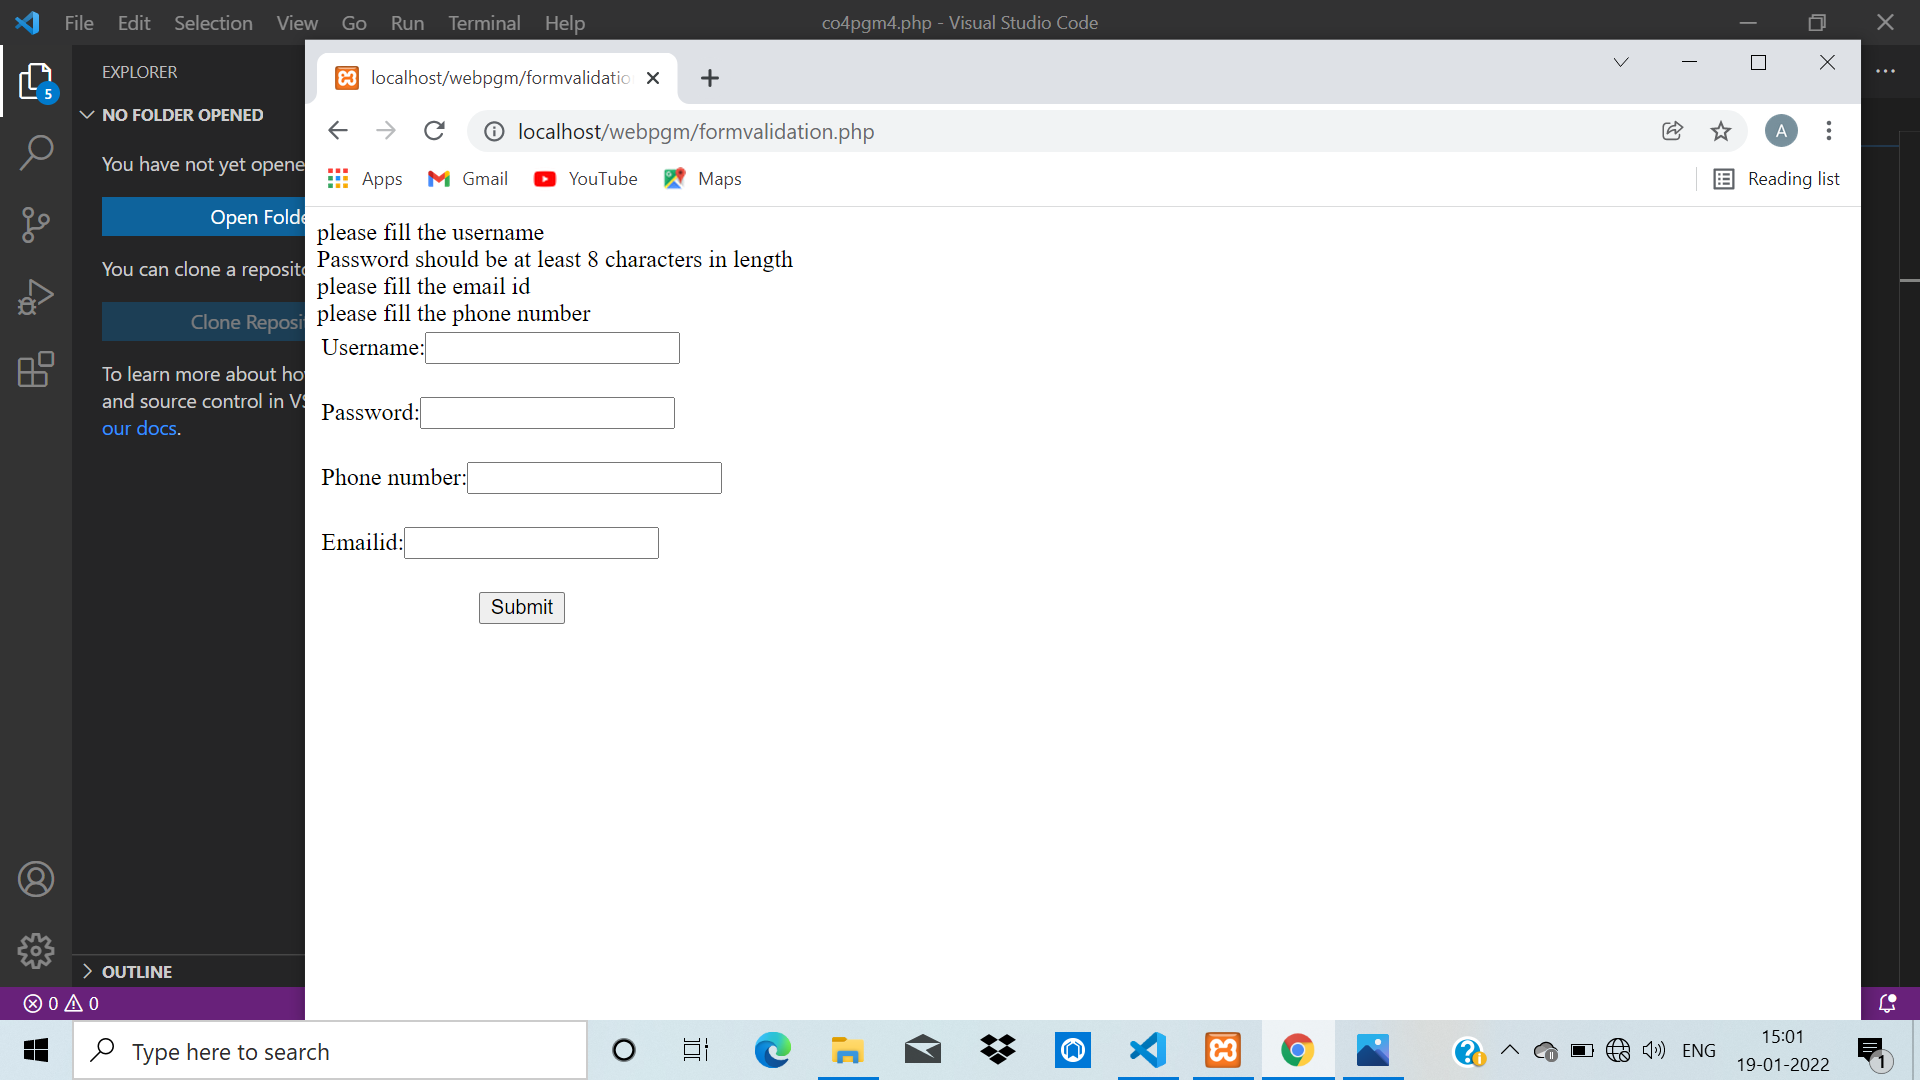 File Edit Selection View Go Run Terminal Help
co4pgm4.php - Visual Studio Code
EXPLORER
5
NO FOLDER OPENED
You have not yet opene
Open Folde
You can clone a reposito
Clone Reposit
To learn more about ho
and source control in VS
our docs.
OUTLINE
0 0
localhost/webpgm/formvalidatio
localhost/webpgm/formvalidation.php
A
Apps Gmail YouTube Maps
Reading list
please fill the username
Password should be at least 8 characters in length
please fill the email id
please fill the phone number
Username:
Password:
Phone number:
Emailid:
Submit
Type here to search
ENG
15:01
19-01-2022
1